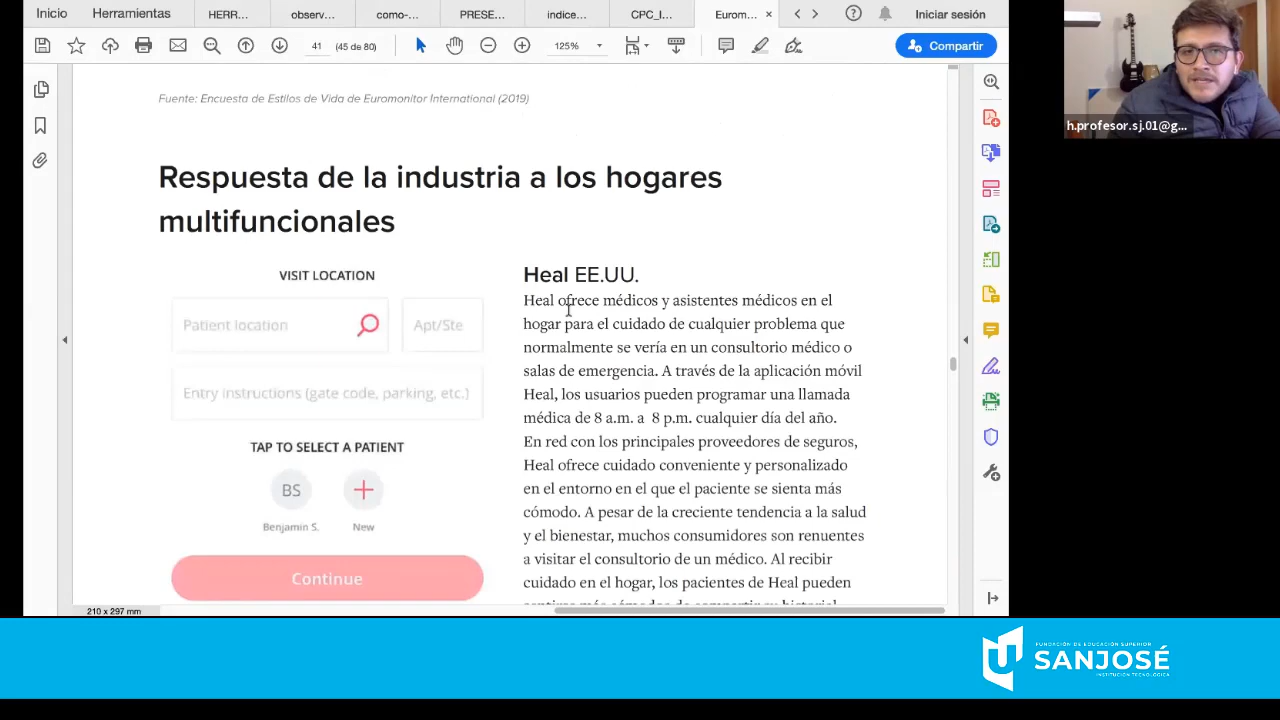 Inicio
Herramientas
HERR...
observ...
como-...
PRESE...
indice...
CPC_I...
Eurom...
Iniciar sesión
41
(45 de 80)
125%
Compartir
h.profesor.sj.01@g...
Fuente: Encuesta de Estilos de Vida de Euromonitor International (2019)
Respuesta de la industria a los hogares
multifuncionales
VISIT LOCATION
Patient location
Apt/Ste
Entry instructions (gate code, parking, etc.)
TAP TO SELECT A PATIENT
BS
Benjamin S.
New
Continue
Heal EE.UU.
Heal ofrece médicos y asistentes médicos en el
hogar para el cuidado de cualquier problema que
normalmente se vería en un consultorio médico o
salas de emergencia. A través de la aplicación móvil
Heal, los usuarios pueden programar una llamada
médica de 8 a.m. a 8 p.m. cualquier día del año.
En red con los principales proveedores de seguros,
Heal ofrece cuidado conveniente y personalizado
en el entorno en el que el paciente se sienta más
cómodo. A pesar de la creciente tendencia a la salud
y el bienestar, muchos consumidores son renuentes
a visitar el consultorio de un médico. Al recibir
cuidado en el hogar, los pacientes de Heal pueden
210 x 297 mm
FUNDACIÓN DE EDUCACIÓN SUPERIOR
SANJOSÉ
INSTITUCIÓN TECNOLÓGICA